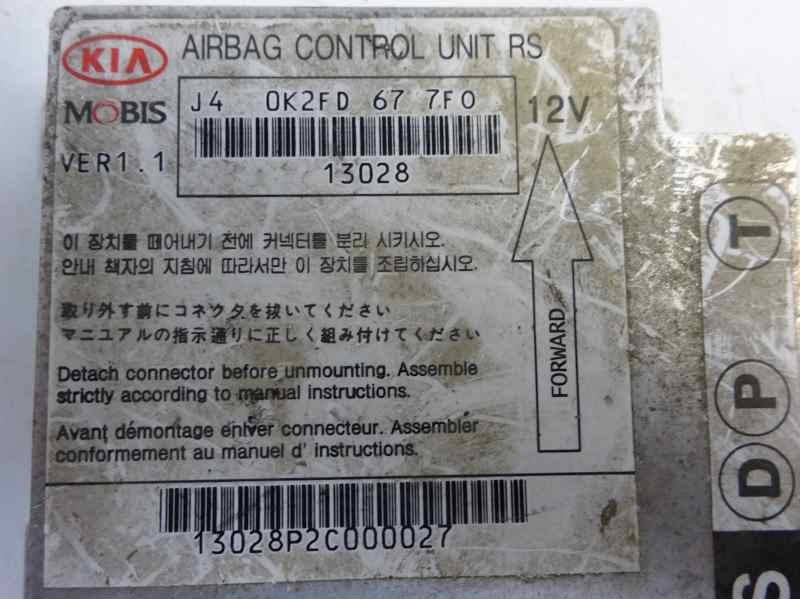 KIA AIRBAG CONTROL UNIT RS
MOBIS J4 0K2FD 67 7F0 12V
VER1.1 13028
이 장치를 떼어내기 전에 커넥터를 분리 시키시오.
안내 책자의 지침에 따라서만 이 장치를 조립하십시오.
取り外す前にコネクタを抜いてください
マニュアルの指示通りに正しく組み付けてください
Detach connector before unmounting. Assemble
strictly according to manual instructions.
Avant démontage enlver connecteur. Assembler
conformement au manuel d' instructions.
FORWARD
13028P2C000027
T
P
D
S